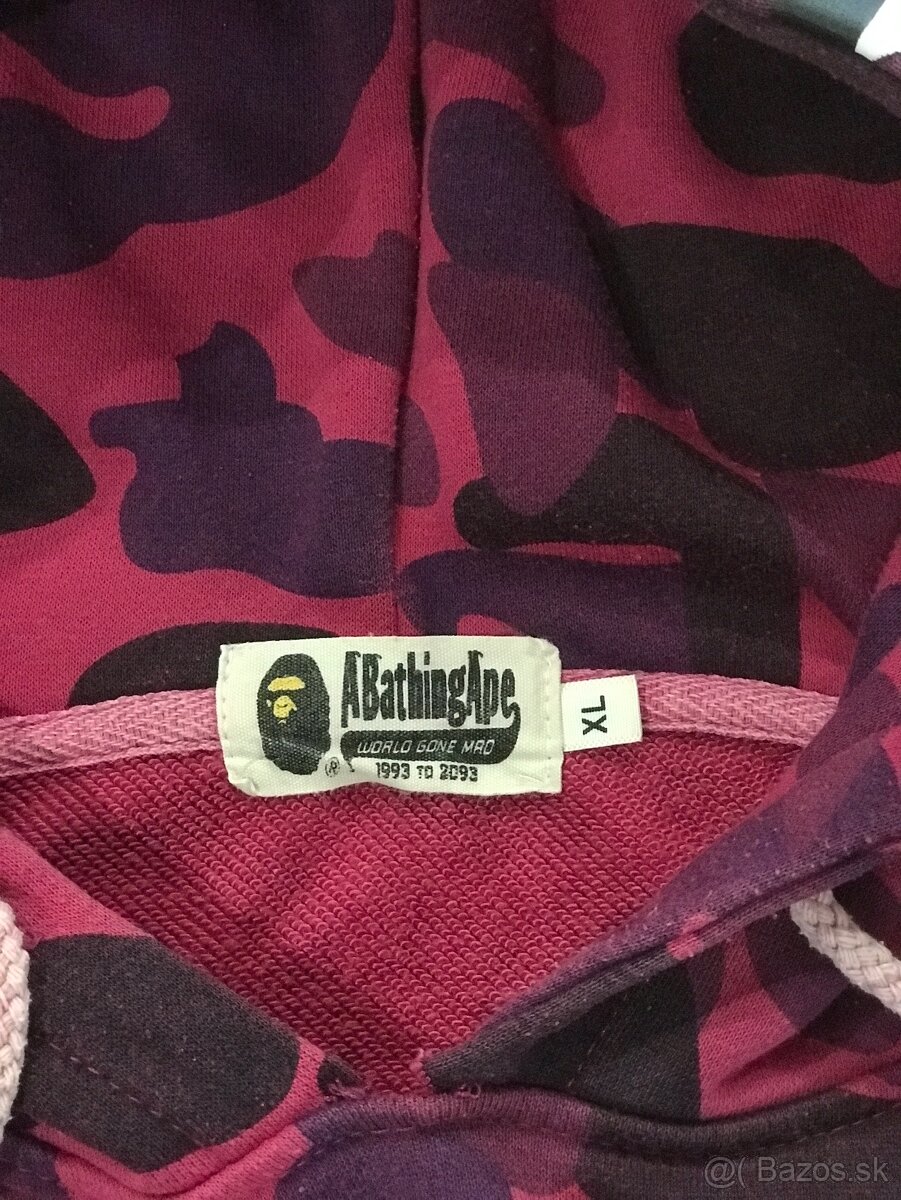 ABathingApe
WORLD GONE MAD
® 1993 TO 2093
XL
@( Bazos.sk